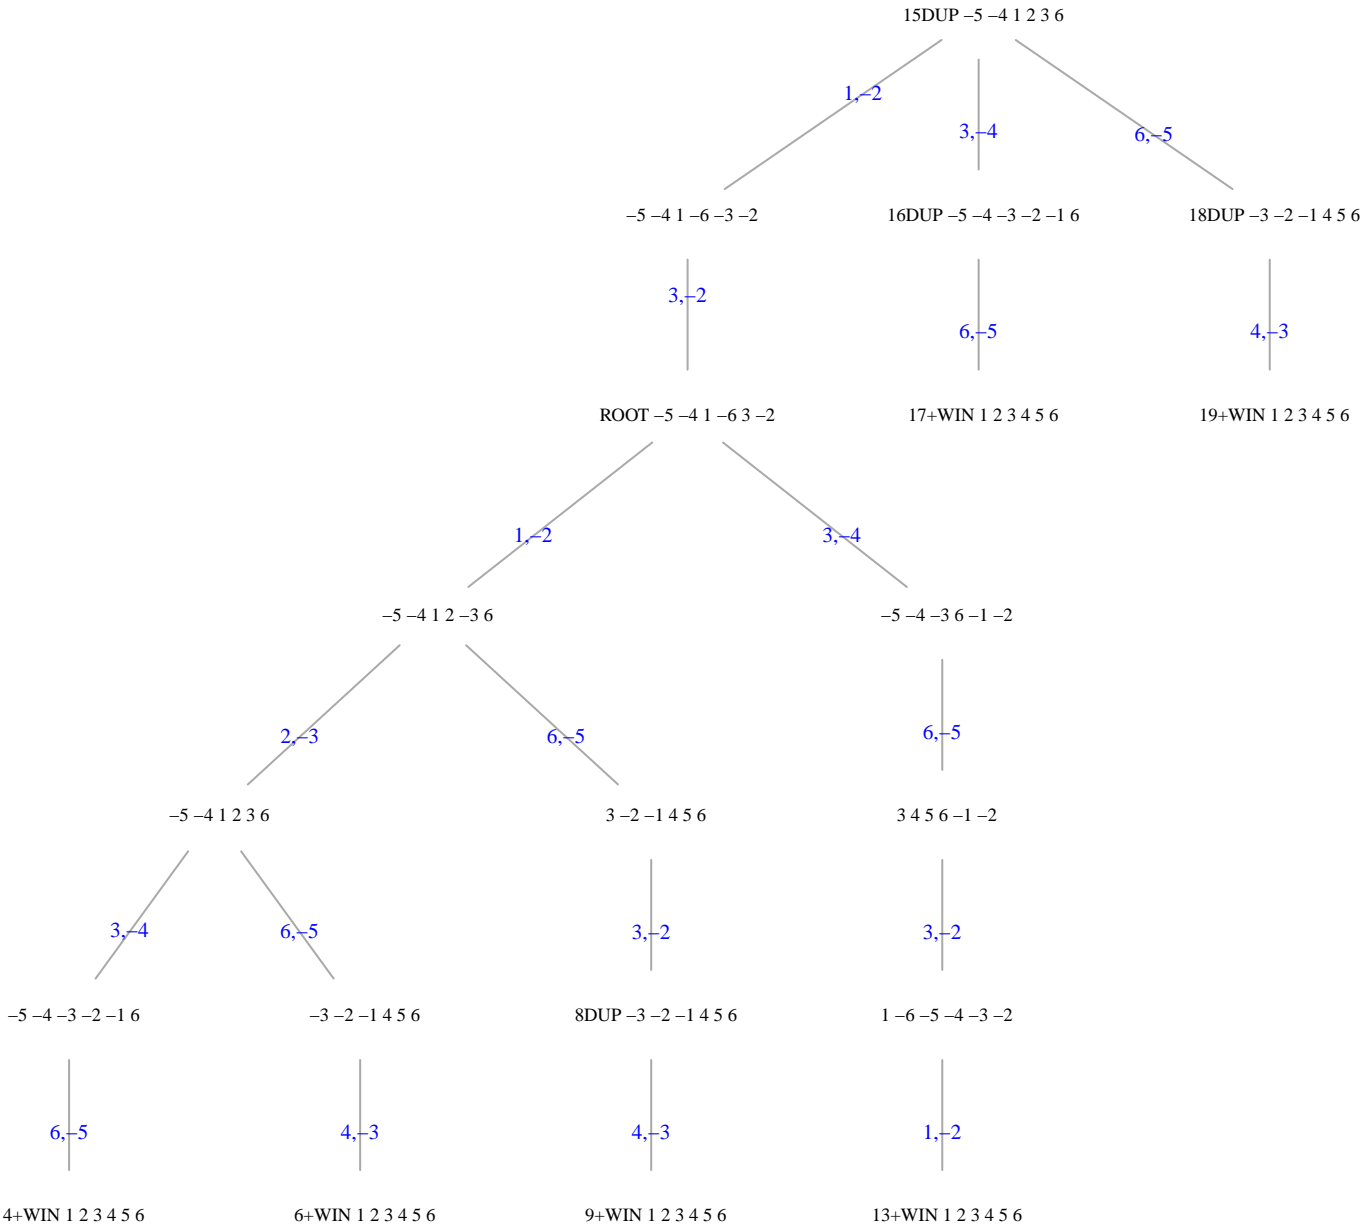 15DUP –5 –4 1 2 3 6
1,–2
3,–4
6,–5
–5 –4 1 –6 –3 –2
16DUP –5 –4 –3 –2 –1 6
18DUP –3 –2 –1 4 5 6
3,–2
6,–5
4,–3
ROOT –5 –4 1 –6 3 –2
17+WIN 1 2 3 4 5 6
19+WIN 1 2 3 4 5 6
1,–2
3,–4
–5 –4 1 2 –3 6
–5 –4 –3 6 –1 –2
2,–3
6,–5
6,–5
–5 –4 1 2 3 6
3 –2 –1 4 5 6
3 4 5 6 –1 –2
3,–4
6,–5
3,–2
3,–2
–5 –4 –3 –2 –1 6
–3 –2 –1 4 5 6
8DUP –3 –2 –1 4 5 6
1 –6 –5 –4 –3 –2
6,–5
4,–3
4,–3
1,–2
4+WIN 1 2 3 4 5 6
6+WIN 1 2 3 4 5 6
9+WIN 1 2 3 4 5 6
13+WIN 1 2 3 4 5 6